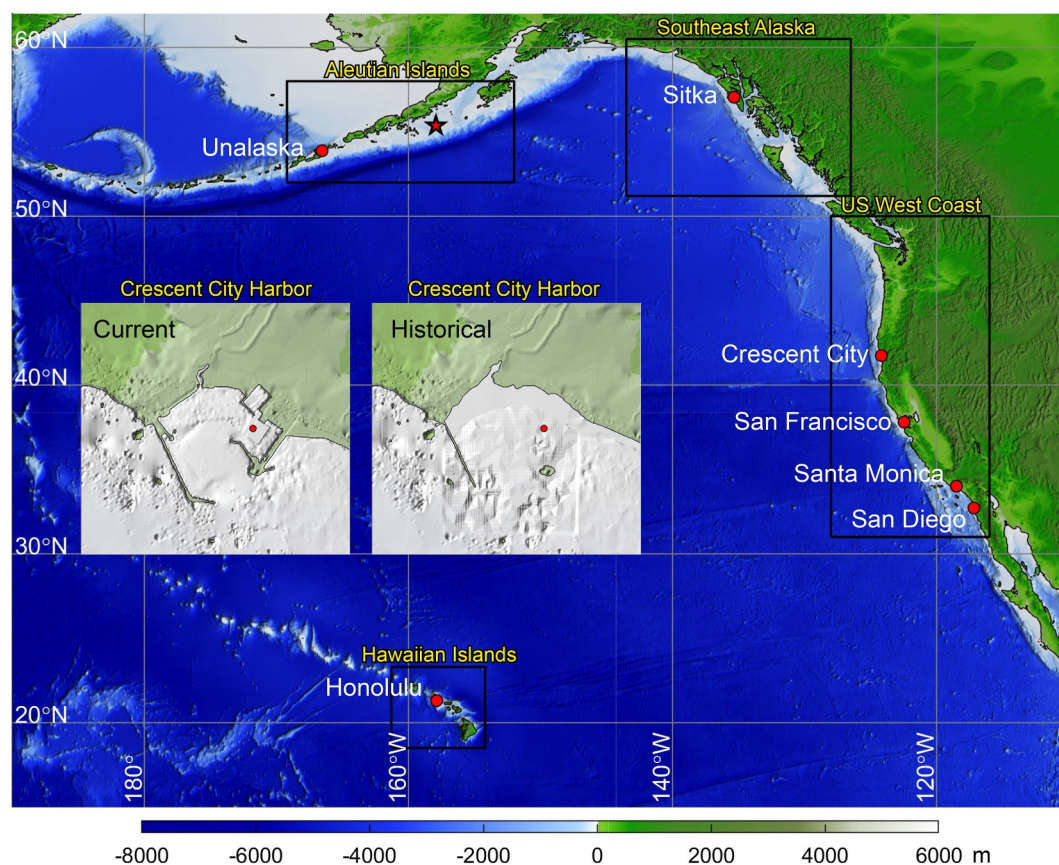 60°N
Southeast Alaska
Aleutian Islands
Sitka
Unalaska
50°N
US West Coast
Crescent City Harbor
Crescent City Harbor
Current
Historical
Crescent City
40°N
San Francisco
Santa Monica
San Diego
30°N
Hawaiian Islands
Honolulu
20°N
180°
160°W
140°W
120°W
-8000 -6000 -4000 -2000 0 2000 4000 6000 m